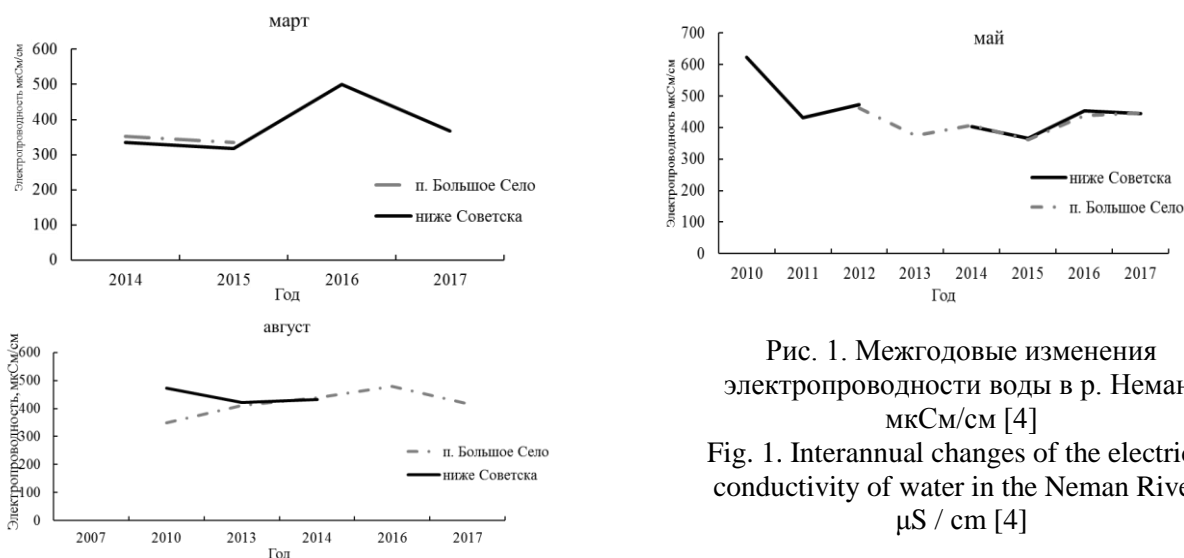 март
Электропроводность мкСм/см
600
500
400
300
200
100
0
п. Большое Село
ниже Советска
2014 2015 2016 2017
Год
май
Электропроводность мкСм/см
700
600
500
400
300
200
100
0
ниже Советска
п. Большое Село
2010 2011 2012 2013 2014 2015 2016 2017
Год
август
Электропроводность, мкСм/см
600
500
400
300
200
100
0
п. Большое Село
ниже Советска
2007 2010 2013 2014 2016 2017
Год
Рис. 1. Межгодовые изменения
электропроводности воды в р. Неман
мкСм/см [4]
Fig. 1. Interannual changes of the electric
conductivity of water in the Neman Rive
μS / cm [4]